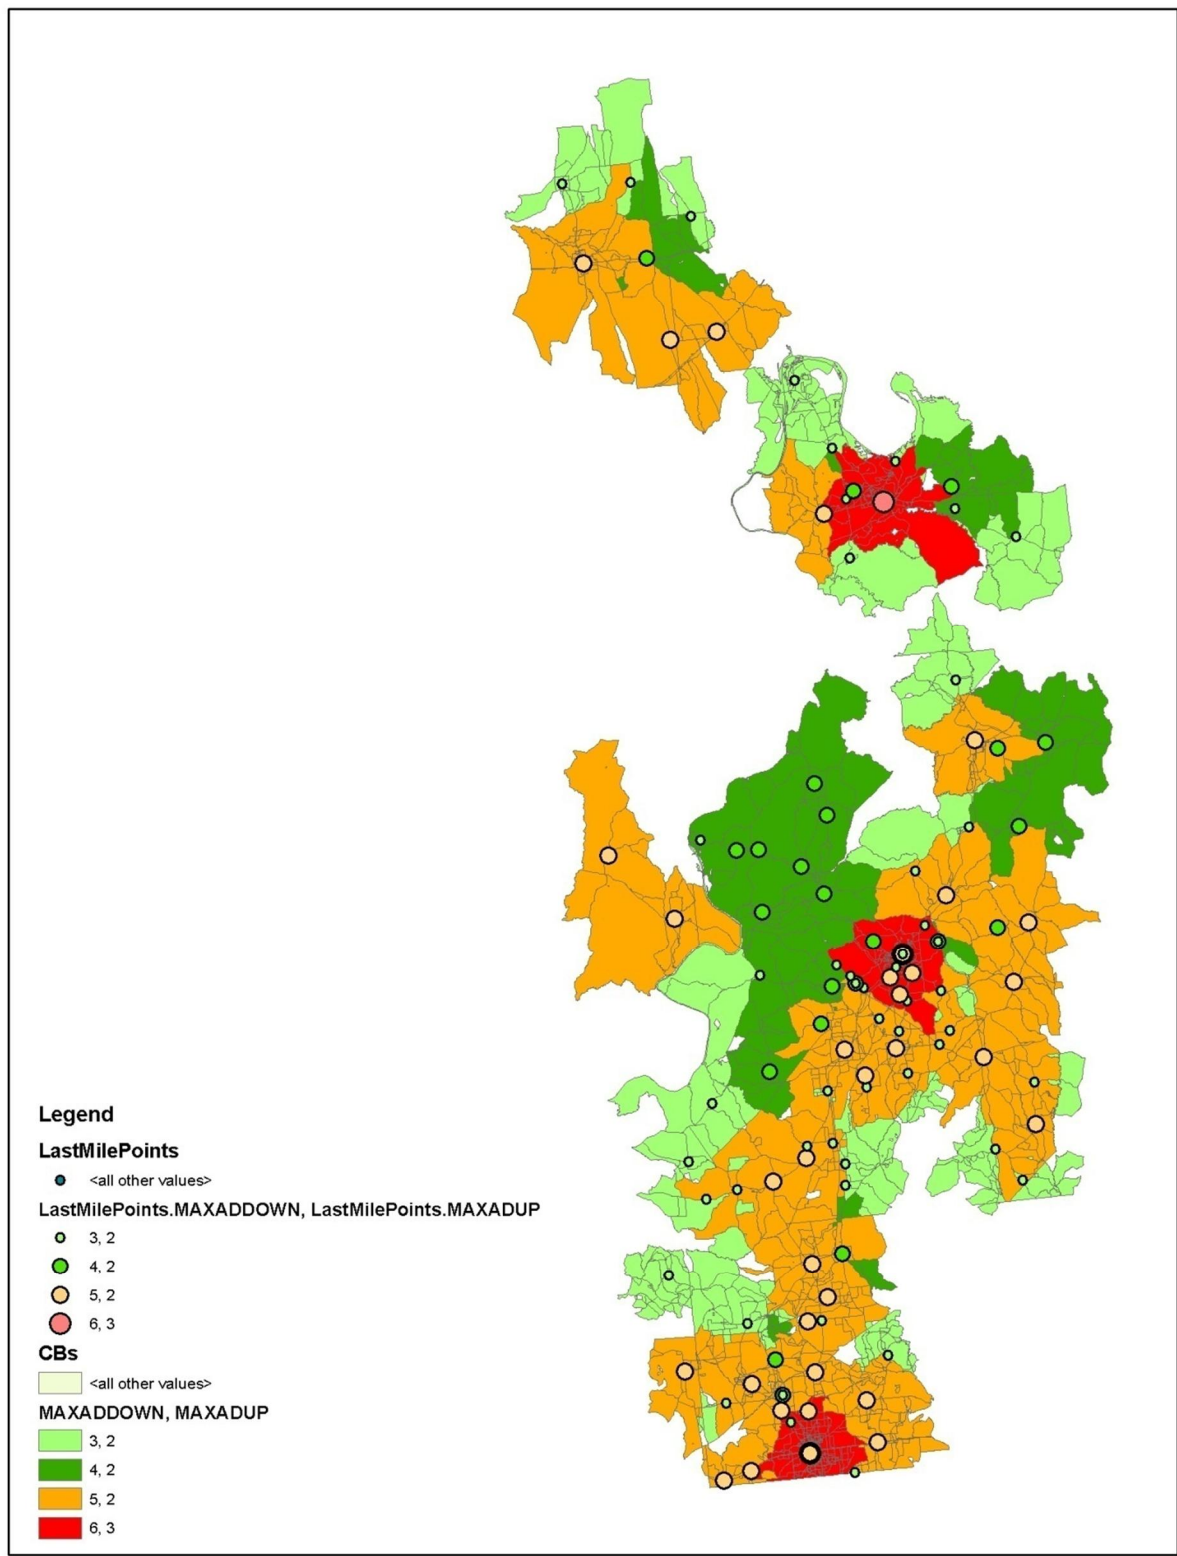 Legend
LastMilePoints
<all other values>
LastMilePoints.MAXADDOWN, LastMilePoints.MAXADUP
3, 2
4, 2
5, 2
6, 3
CBs
<all other values>
MAXADDOWN, MAXADUP
3, 2
4, 2
5, 2
6, 3